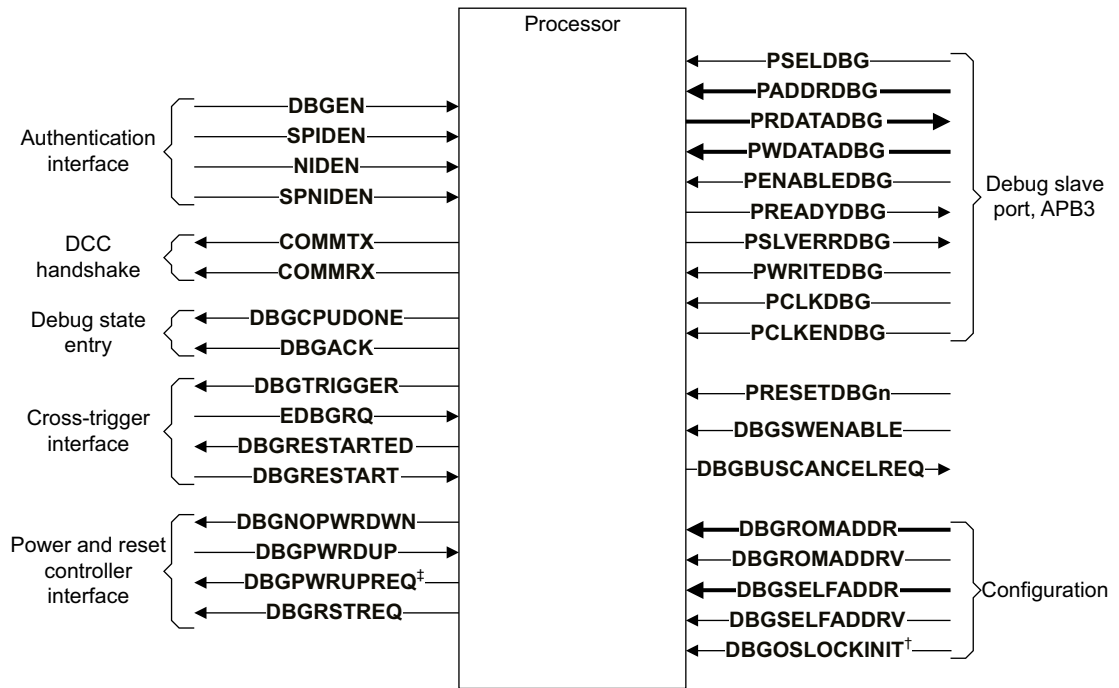 Processor
Authentication
interface
DBGEN
SPIDEN
NIDEN
SPNIDEN
DCC
handshake
COMMTX
COMMRX
Debug state
entry
DBGCPUDONE
DBGACK
Cross-trigger
interface
DBGTRIGGER
EDBGRQ
DBGRESTARTED
DBGRESTART
Power and reset
controller
interface
DBGNOPWRDWN
DBGPWRDUP
DBGPWRUPREQ‡
DBGRSTREQ
PSELDBG
PADDRDBG
PRDATADBG
PWDATADBG
PENABLEDBG
PREADYDBG
PSLVERRDBG
PWRITEDBG
PCLKDBG
PCLKENDBG
Debug slave
port, APB3
PRESETDBGn
DBGSWENABLE
DBGBUSCANCELREQ
DBGROMADDR
DBGROMADDRV
DBGSELFADDR
DBGSELFADDRV
DBGOSLOCKINIT†
Configuration